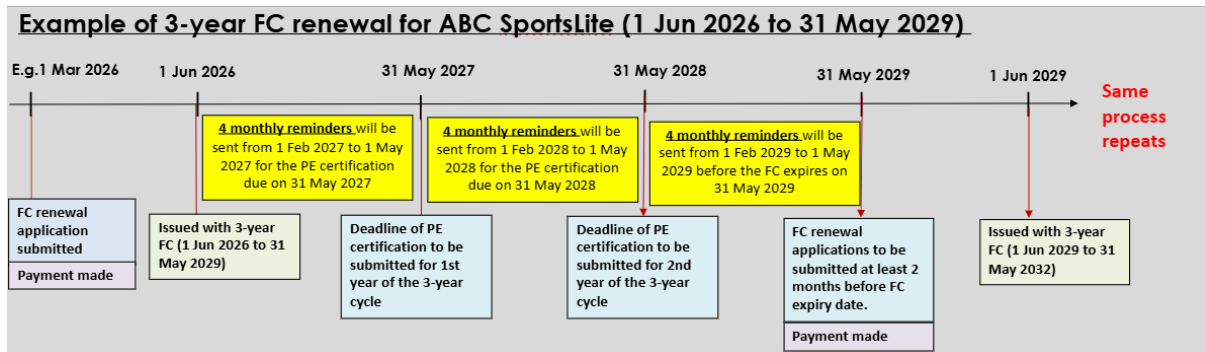 Example of 3-year FC renewal for ABC SportsLite (1 Jun 2026 to 31 May 2029)
E.g.1 Mar 2026
1 Jun 2026
31 May 2027
31 May 2028
31 May 2029
1 Jun 2029
Same
process
repeats
4 monthly reminders will be
sent from 1 Feb 2027 to 1 May
2027 for the PE certification
due on 31 May 2027
4 monthly reminders will be
sent from 1 Feb 2028 to 1 May
2028 for the PE certification
due on 31 May 2028
4 monthly reminders will be
sent from 1 Feb 2029 to 1 May
2029 before the FC expires on
31 May 2029
FC renewal
application
submitted
Payment made
Issued with 3-year
FC (1 Jun 2026 to 31
May 2029)
Deadline of PE
certification to be
submitted for 1st
year of the 3-year
cycle
Deadline of PE
certification to be
submitted for 2nd
year of the 3-year
cycle
FC renewal
applications to be
submitted at least 2
months before FC
expiry date.
Payment made
Issued with 3-year
FC (1 Jun 2029 to 31
May 2032)